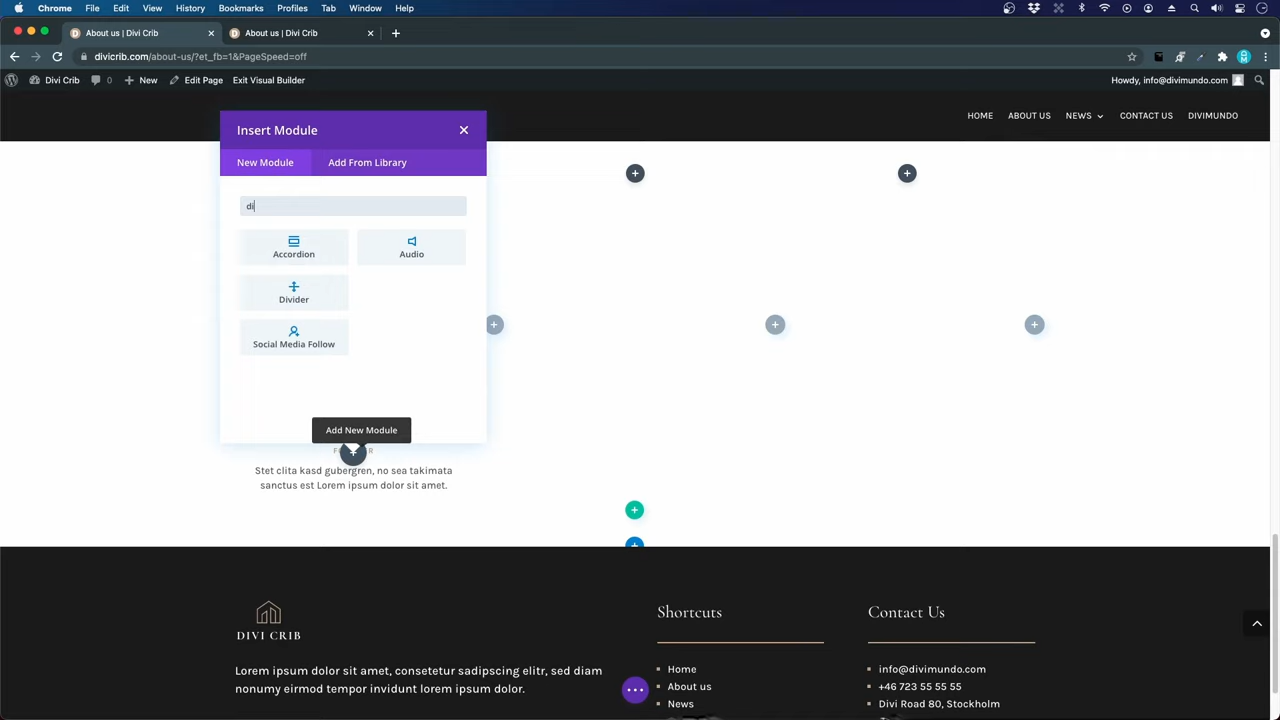 Chrome File Edit View History Bookmarks Profiles Tab Window Help
About us | Divi Crib
About us | Divi Crib
divicrib.com/about-us/?et_fb=1&PageSpeed=off
Divi Crib 0 New Edit Page Exit Visual Builder Howdy, info@divimundo.com
HOME ABOUT US NEWS CONTACT US DIVIMUNDO
Insert Module
New Module Add From Library
di
Accordion Audio
Divider
Social Media Follow
Add New Module
Stet clita kasd gubergren, no sea takimata
sanctus est Lorem ipsum dolor sit amet.
DIVI CRIB
Lorem ipsum dolor sit amet, consetetur sadipscing elitr, sed diam
nonumy eirmod tempor invidunt lorem ipsum dolor.
Shortcuts
Home
About us
News
Contact Us
info@divimundo.com
+46 723 55 55 55
Divi Road 80, Stockholm